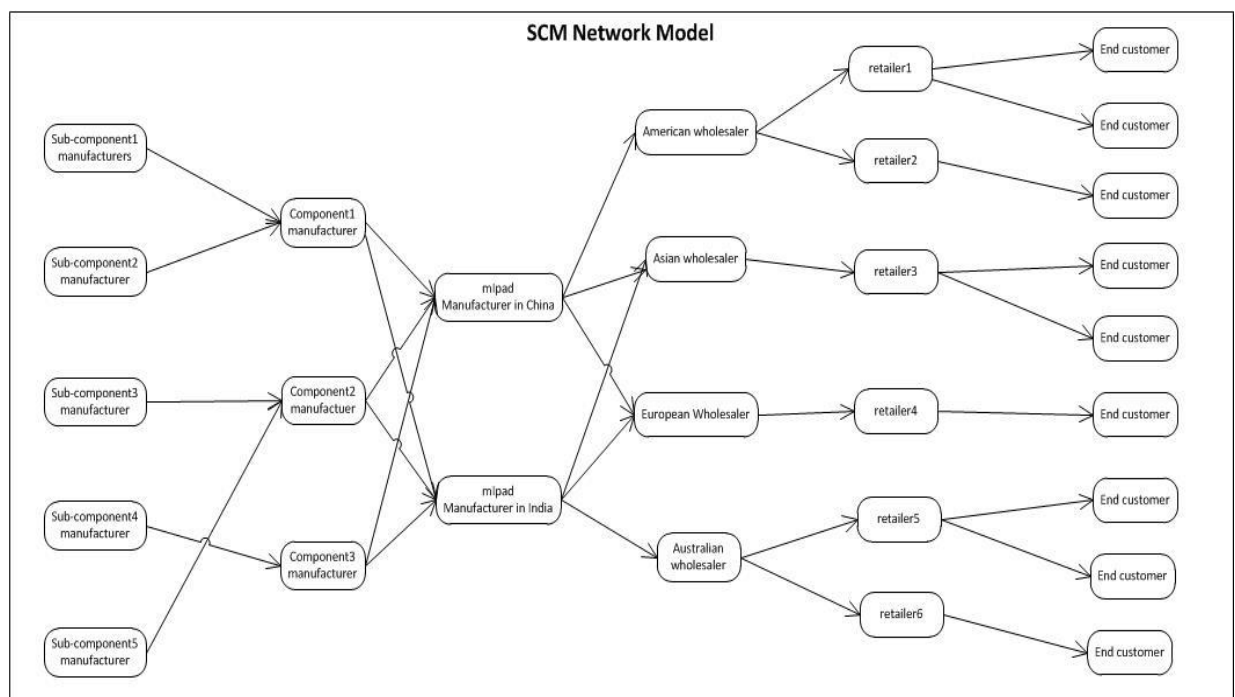 SCM Network Model
Sub-component1
manufacturers
Sub-component2
manufacturer
Sub-component3
manufacturer
Sub-component4
manufacturer
Sub-component5
manufacturer
Component1
manufacturer
Component2
manufactuer
Component3
manufacturer
mIpad
Manufacturer in China
mIpad
Manufacturer in India
American wholesaler
Asian wholesaler
European Wholesaler
Australian
wholesaler
retailer1
retailer2
retailer3
retailer4
retailer5
retailer6
End customer
End customer
End customer
End customer
End customer
End customer
End customer
End customer
End customer